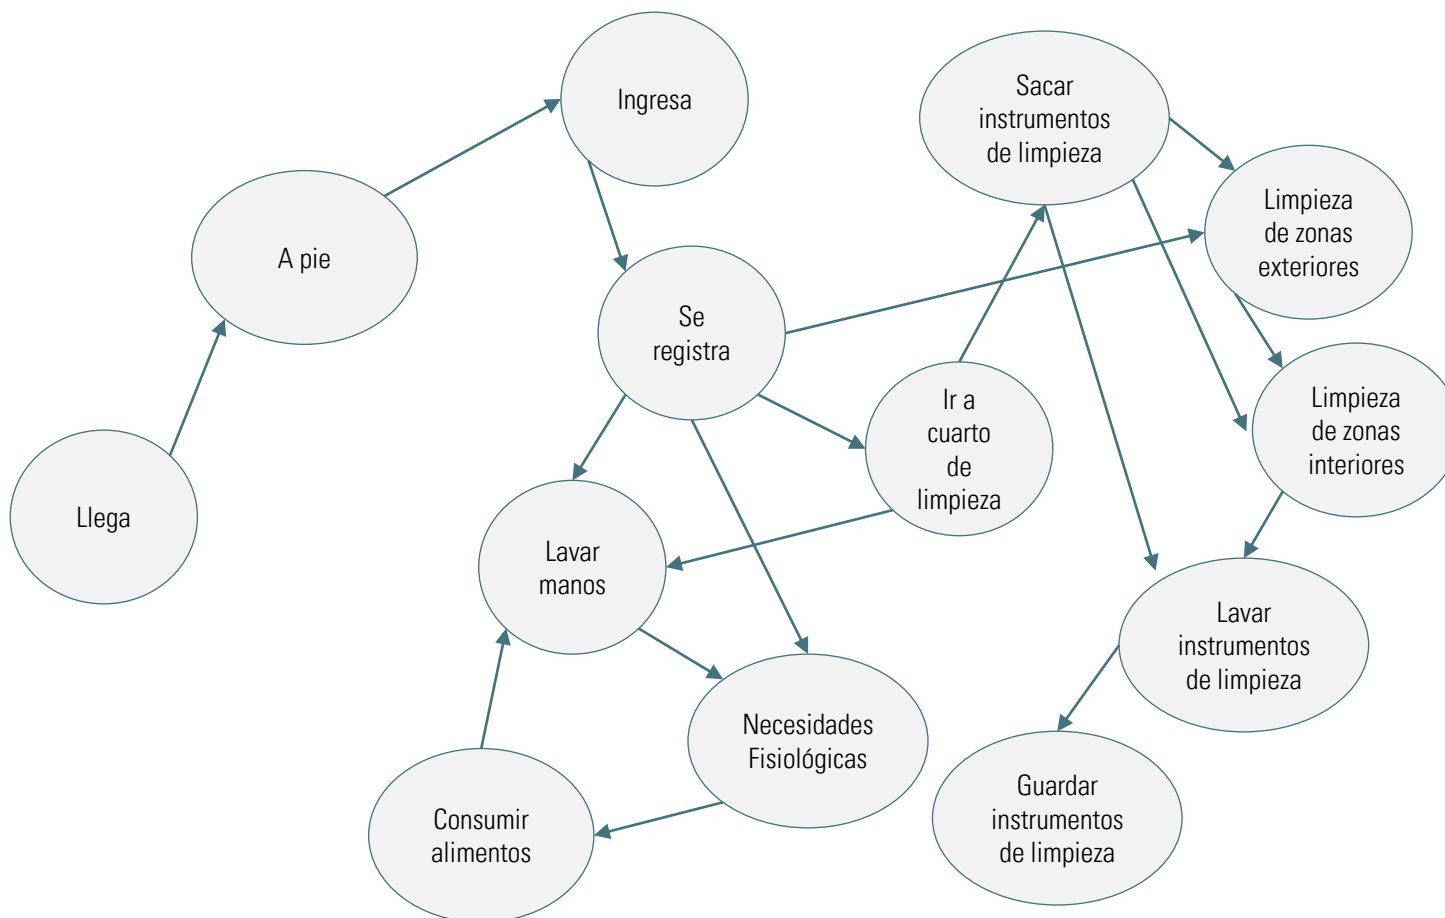 Ingresa
Sacar
instrumentos
de limpieza
A pie
Limpieza
de zonas
exteriores
Se
registra
Ir a
cuarto
de
limpieza
Limpieza
de zonas
interiores
Llega
Lavar
manos
Lavar
instrumentos
de limpieza
Necesidades
Fisiológicas
Consumir
alimentos
Guardar
instrumentos
de limpieza